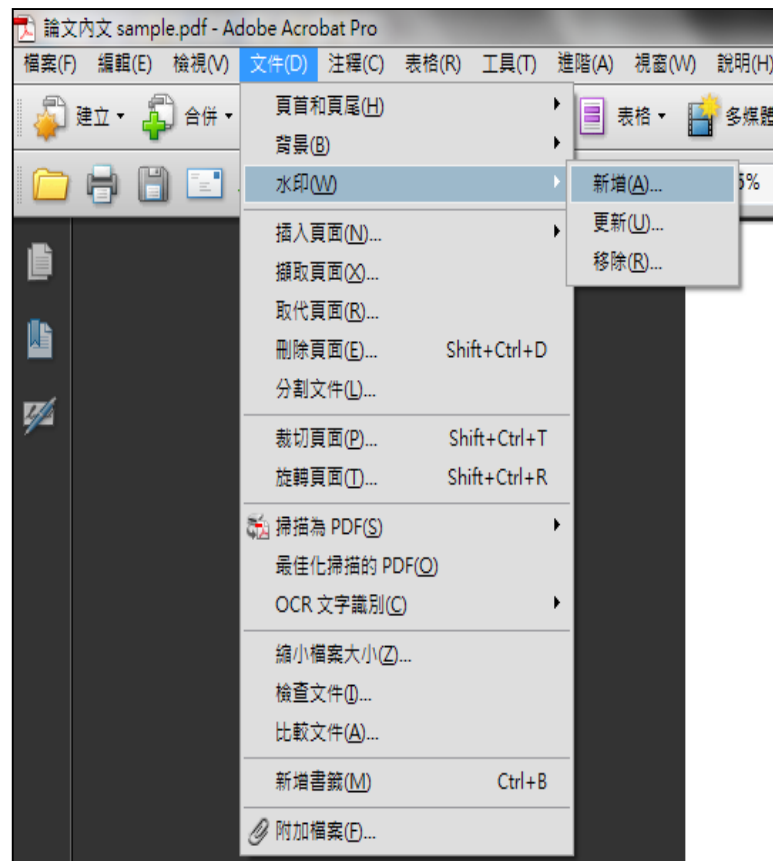 論文內文 sample.pdf - Adobe Acrobat Pro
檔案(F) 編輯(E) 檢視(V) 文件(D) 注釋(C) 表格(R) 工具(T) 進階(A) 視窗(W) 說明(H)
建立 合併 表格 多媒體
頁首和頁尾(H)
背景(B)
水印(W)
新增(A)... %
更新(U)...
移除(R)...
插入頁面(N)...
擷取頁面(X)...
取代頁面(R)...
刪除頁面(E)... Shift+Ctrl+D
分割文件(L)...
裁切頁面(P)... Shift+Ctrl+T
旋轉頁面(T)... Shift+Ctrl+R
掃描為 PDF(S)
最佳化掃描的 PDF(O)
OCR 文字識別(C)
縮小檔案大小(Z)...
檢查文件(I)...
比較文件(A)...
新增書籤(M) Ctrl+B
附加檔案(F)...